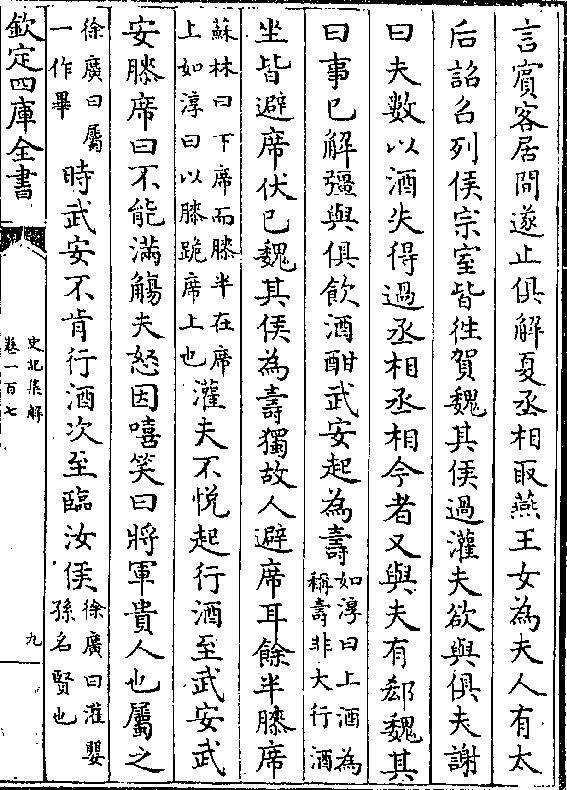 言賓客居間遂止俱解夏丞相取燕王女為夫人有太
后詔召列侯宗室皆徃賀魏其侯過灌夫欲與俱夫謝
曰夫數以酒失得過丞相丞相今者又與夫有郄魏其
曰事已解彊與俱飲酒酣武安起為壽如淳曰上酒為稱壽非大行酒
坐皆避席伏已魏其侯為壽獨故人避席耳餘半膝席
蘇林曰下席而膝半在席上如淳曰以膝跪席上也灌夫不悅起行酒至武安武
安膝席曰不能滿觴夫怒因嘻笑曰將軍貴人也屬之
徐廣曰屬一作畢時武安不肯行酒次至臨汝侯徐廣曰灌嬰孫名賢也
欽定四庫全書
史記集解
卷一百七
九